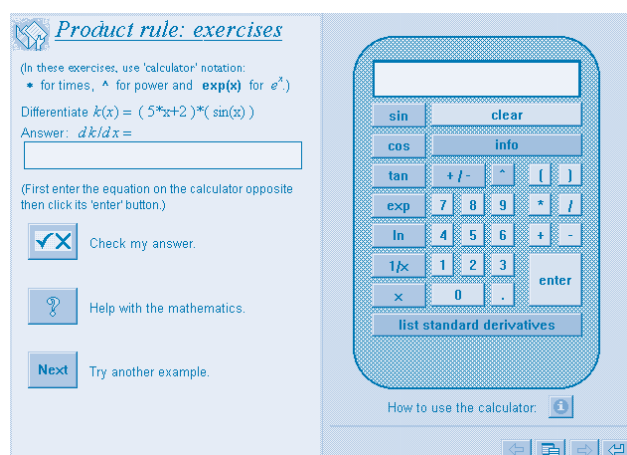 Product rule: exercises
(In these exercises, use 'calculator' notation:
* for times, ^ for power and exp(x) for eˣ.)
Differentiate k(x) = ( 5*x+2 )*( sin(x) )
Answer: dk/dx =
(First enter the equation on the calculator opposite
then click its 'enter' button.)
Check my answer.
? Help with the mathematics.
Next Try another example.
sin clear
cos info
tan +/- ^ ( )
exp 7 8 9 * /
ln 4 5 6 + -
1/x 1 2 3 enter
x 0 .
list standard derivatives
How to use the calculator: i